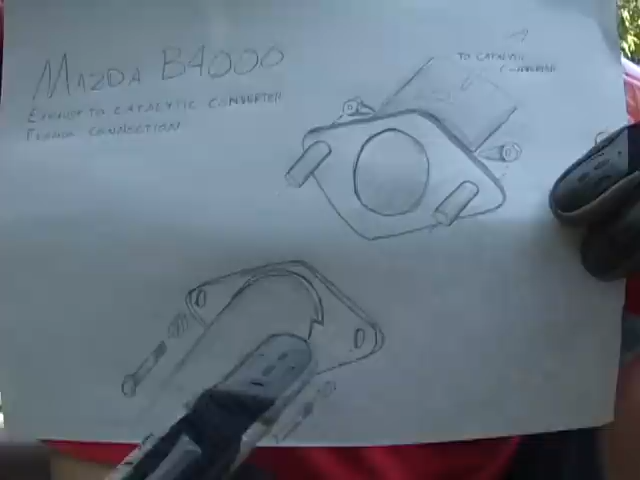 MAZDA B4000
EXHAUST TO CATALYTIC CONVERTER
FLANGE CONNECTION
TO CATALYTIC
CONVERTER